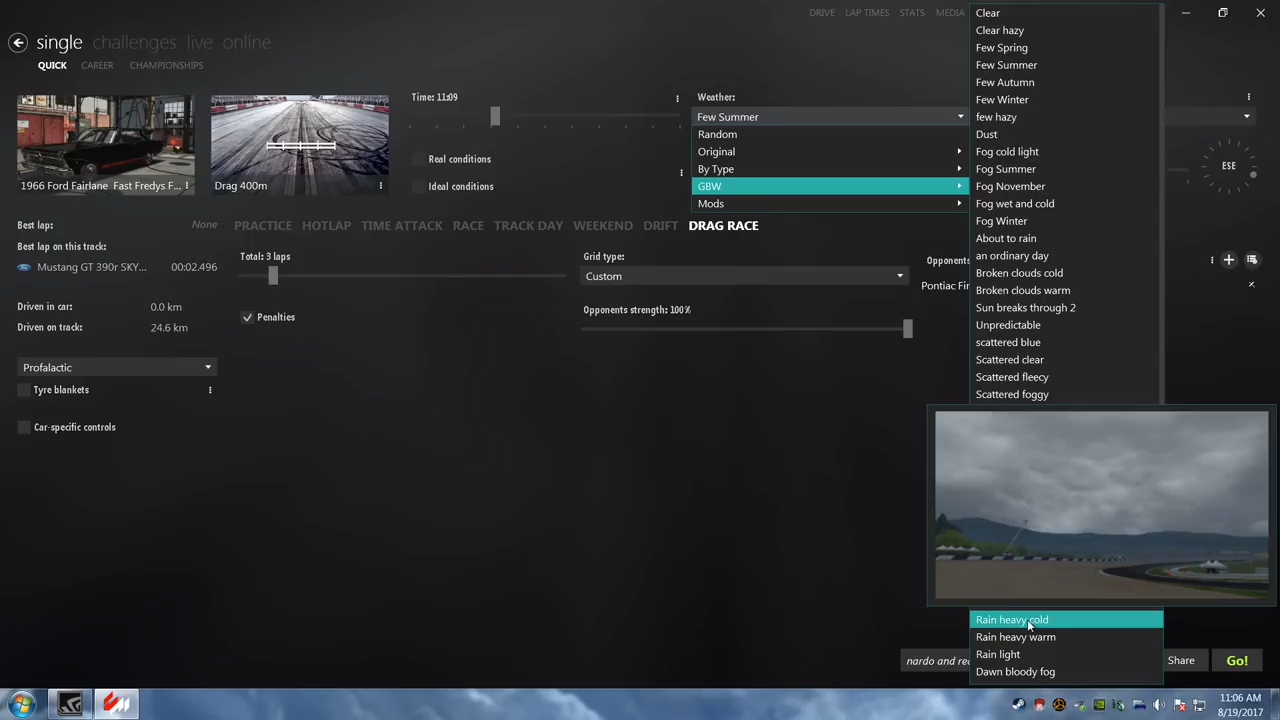 DRIVE LAP TIMES STATS MEDIA
single challenges live online
QUICK CAREER CHAMPIONSHIPS
1966 Ford Fairlane Fast Fredys F...
Drag 400m
Time: 11:09
Real conditions
Ideal conditions
Weather:
Few Summer
Random
Original
By Type
GBW
Mods
Clear
Clear hazy
Few Spring
Few Summer
Few Autumn
Few Winter
few hazy
Dust
Fog cold light
Fog Summer
Fog November
Fog wet and cold
Fog Winter
About to rain
an ordinary day
Broken clouds cold
Broken clouds warm
Sun breaks through 2
Unpredictable
scattered blue
Scattered clear
Scattered fleecy
Scattered foggy
Rain heavy cold
Rain heavy warm
Rain light
Dawn bloody fog
ESE
Best lap: None
Best lap on this track:
Mustang GT 390r SKY... 00:02.496
Driven in car: 0.0 km
Driven on track: 24.6 km
Profalactic
Tyre blankets
Car-specific controls
PRACTICE HOTLAP TIME ATTACK RACE TRACK DAY WEEKEND DRIFT DRAG RACE
Total: 3 laps
Penalties
Grid type:
Custom
Opponents strength: 100%
Opponents
Pontiac Fir
nardo and re
Share
Go!
11:06 AM
8/19/2017